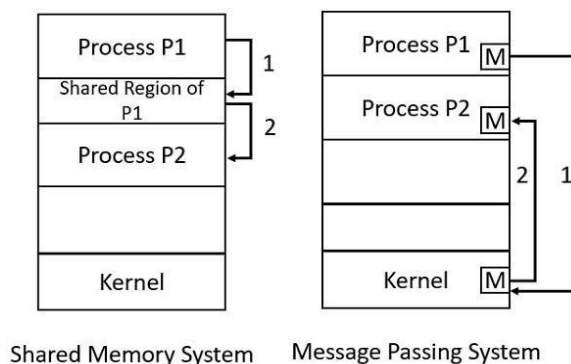 Process P1
1
Shared Region of
P1
2
Process P2
Kernel
Shared Memory System
Process P1
M
Process P2
M
2
1
Kernel
M
Message Passing System